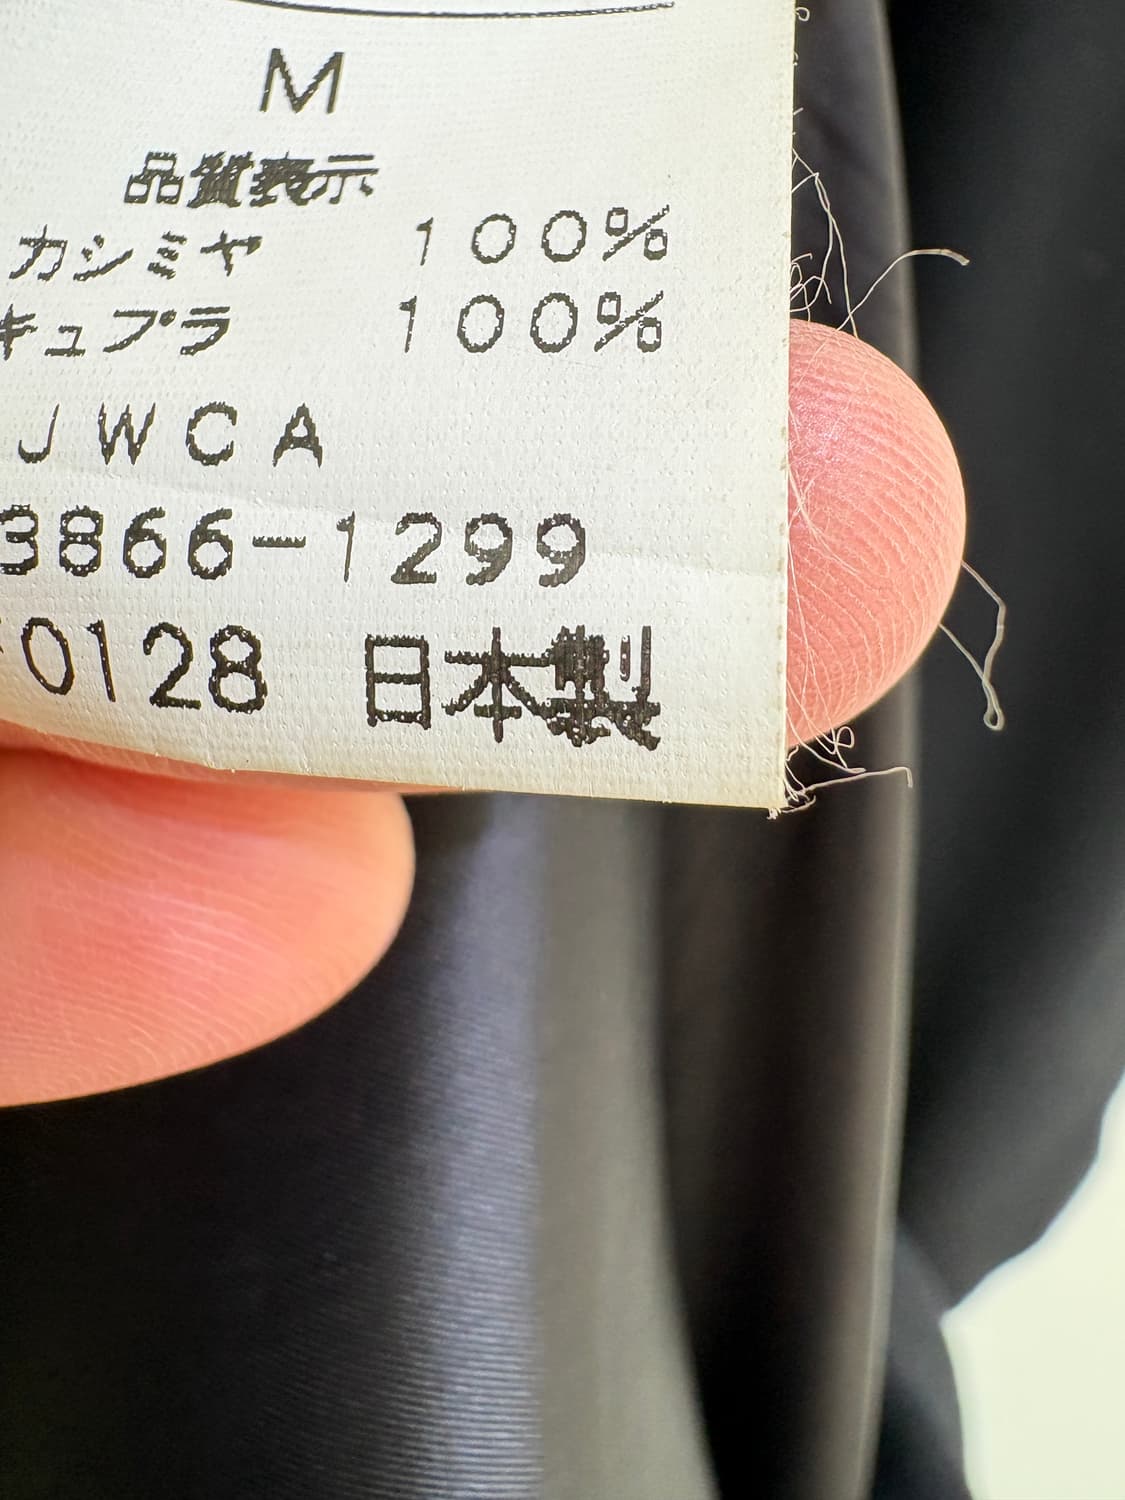 M
品質表示
カシミヤ 100%
キュプラ 100%
JWCA
3866-1299
0128 日本製